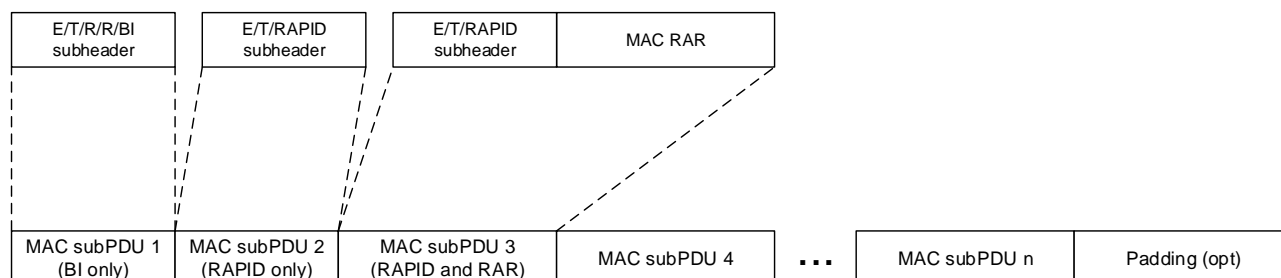 E/T/R/R/BI
subheader
E/T/RAPID
subheader
E/T/RAPID
subheader
MAC RAR
MAC subPDU 1
(BI only)
MAC subPDU 2
(RAPID only)
MAC subPDU 3
(RAPID and RAR)
MAC subPDU 4
...
MAC subPDU n
Padding (opt)